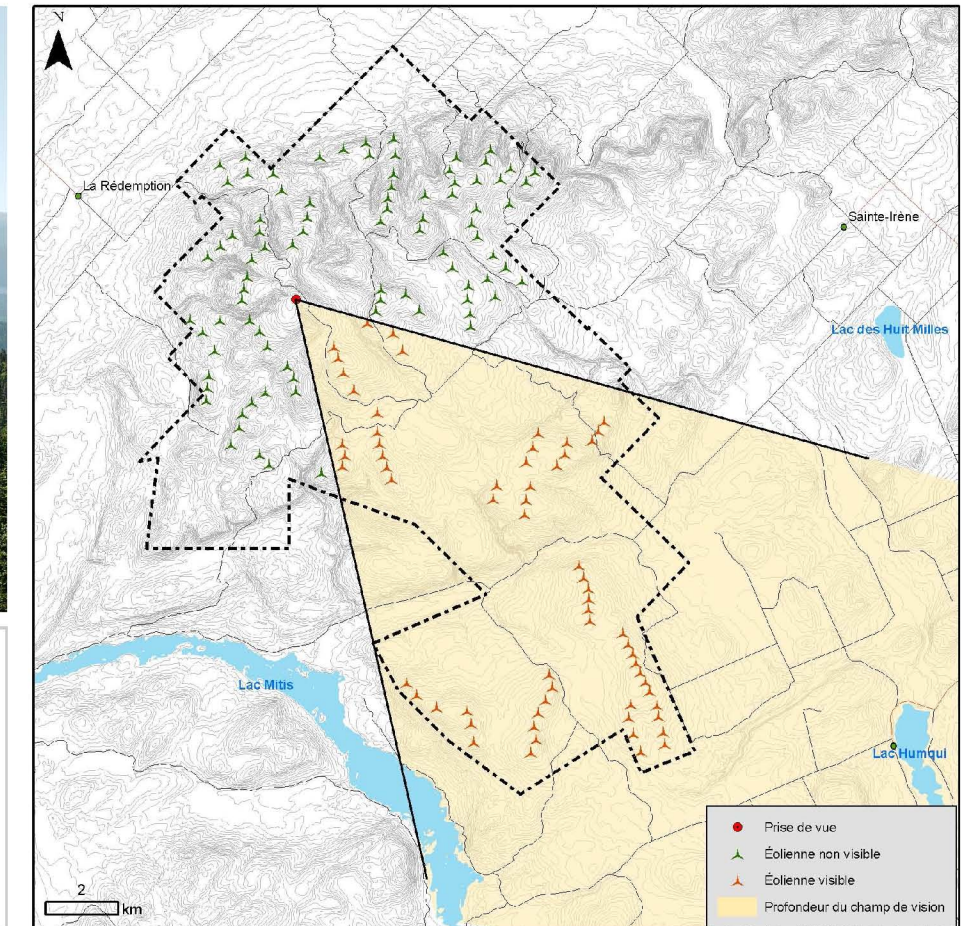 N
La Rédemption
Sainte-Irène
Lac des Huit Milles
Lac Mitis
Lac Humqui
Prise de vue
Éolienne non visible
Éolienne visible
Profondeur du champ de vision
2
km